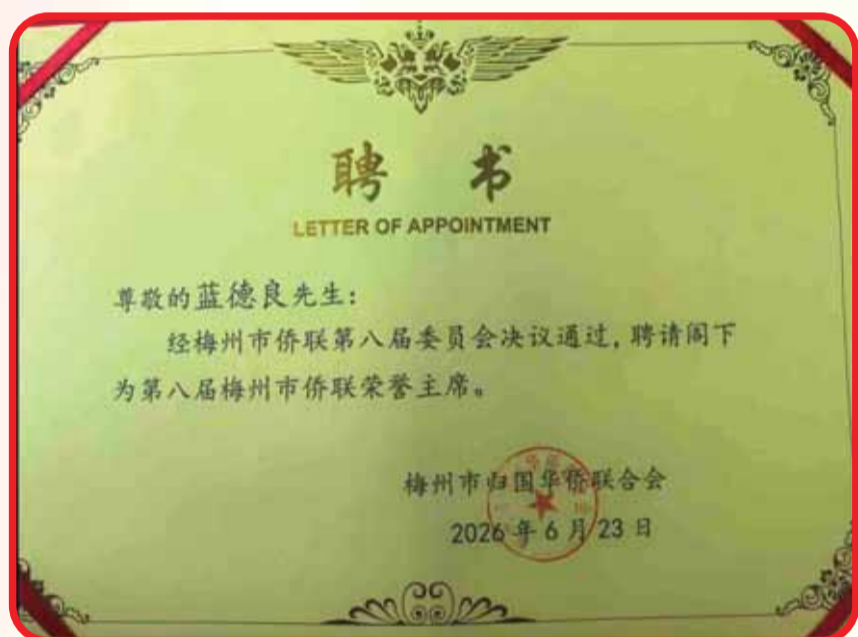 聘 书
LETTER OF APPOINTMENT
尊敬的蓝德良先生：
经梅州市侨联第八届委员会决议通过，聘请阁下
为第八届梅州市侨联荣誉主席。
梅州市归国华侨联合会
2026年6月23日